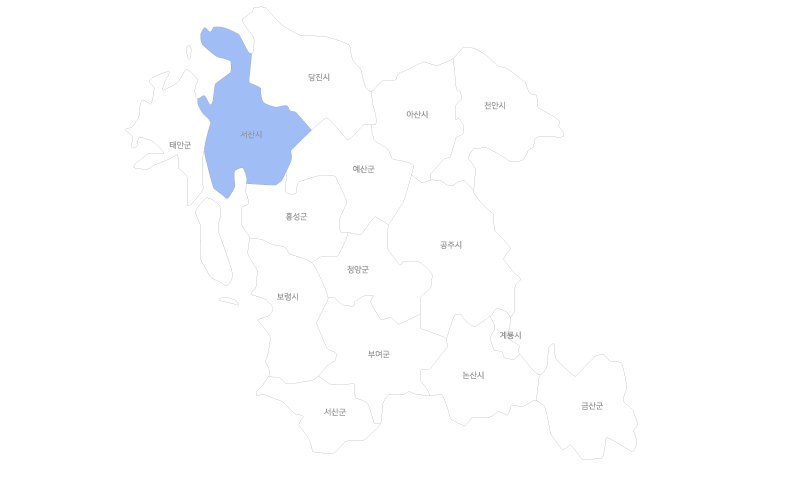 당진시
천안시
아산시
서산시
태안군
예산군
홍성군
공주시
청양군
보령시
계룡시
부여군
논산시
금산군
서산군